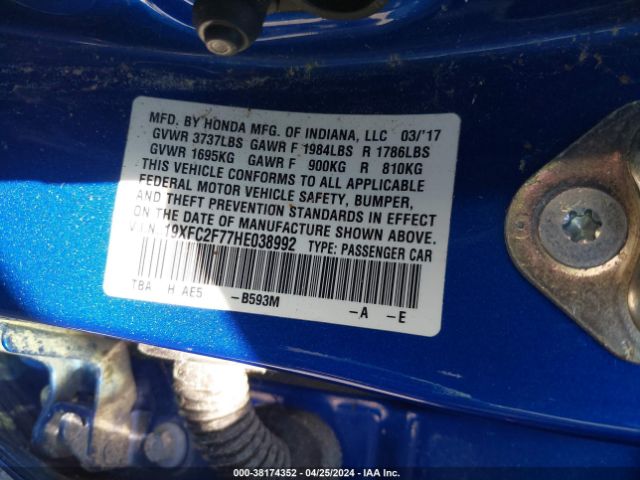 MFD. BY HONDA MFG. OF INDIANA, LLC 03/'17
GVWR 3737LBS GAWR F 1984LBS R 1786LBS
GVWR 1695KG GAWR F 900KG R 810KG
THIS VEHICLE CONFORMS TO ALL APPLICABLE
FEDERAL MOTOR VEHICLE SAFETY, BUMPER,
AND THEFT PREVENTION STANDARDS IN EFFECT
ON THE DATE OF MANUFACTURE SHOWN ABOVE.
V.I.N. 19XFC2F77HE038992 TYPE: PASSENGER CAR
TBA H AE5 -B593M -A -E
000-38174352 | 04/25/2024 | IAA Inc.